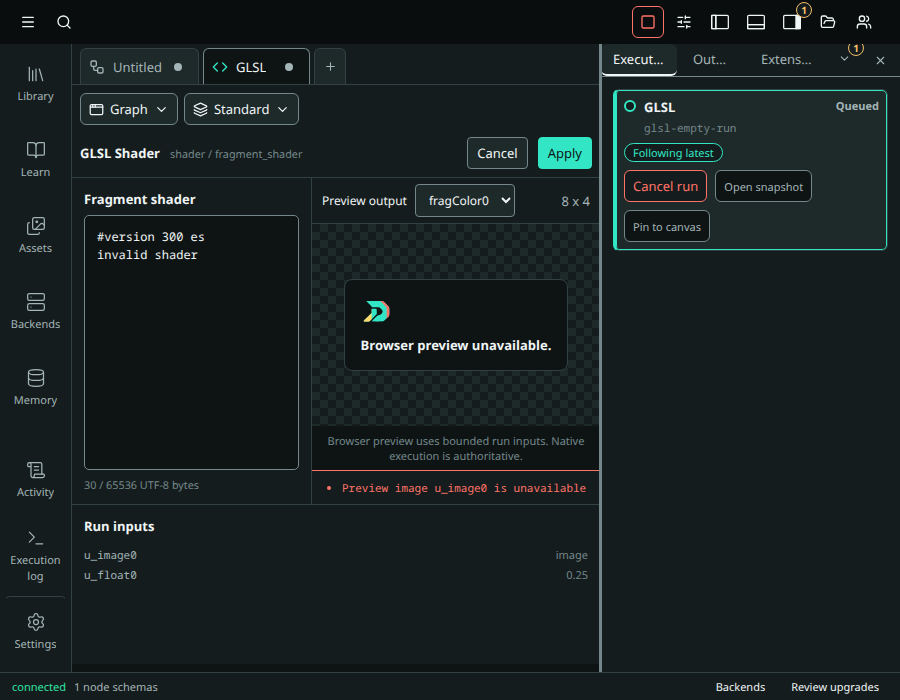 1
Library
Learn
Assets
Backends
Memory
Activity
Execution
log
Settings
Untitled
GLSL
+
Graph
Standard
GLSL Shader
shader / fragment_shader
Cancel
Apply
Fragment shader
#version 300 es
invalid shader
30 / 65536 UTF-8 bytes
Preview output
fragColor0
8 x 4
Browser preview unavailable.
Browser preview uses bounded run inputs. Native
execution is authoritative.
• Preview image u_image0 is unavailable
Run inputs
u_image0
image
u_float0
0.25
Execut...
Out...
Extens...
1
GLSL
Queued
glsl-empty-run
Following latest
Cancel run
Open snapshot
Pin to canvas
connected
1 node schemas
Backends
Review upgrades